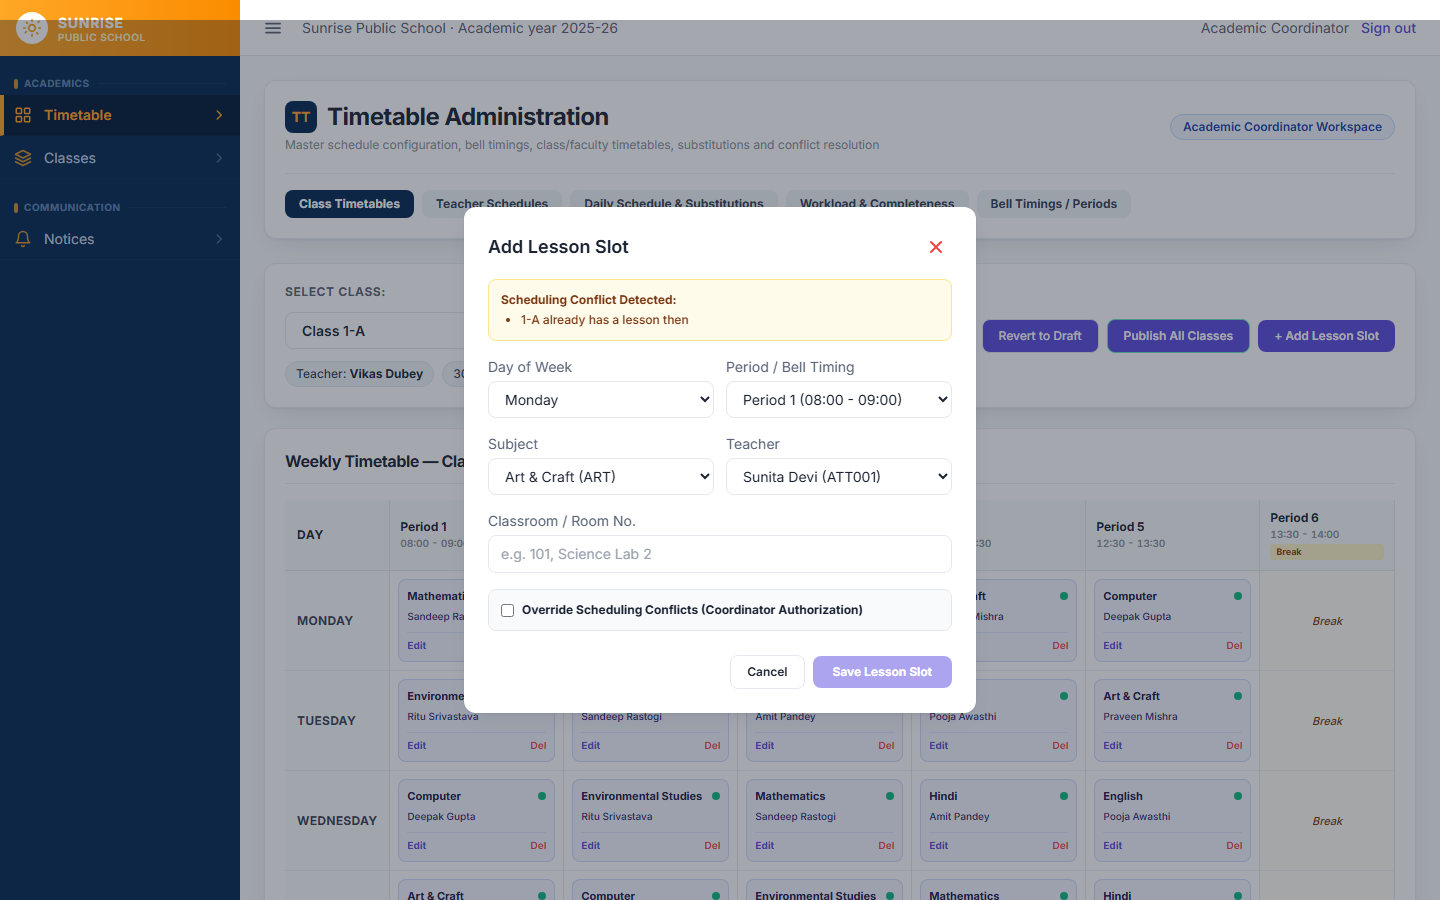 SUNRISE
PUBLIC SCHOOL
Sunrise Public School · Academic year 2025-26
Academic Coordinator
Sign out
ACADEMICS
Timetable
Classes
COMMUNICATION
Notices
TT
Timetable Administration
Master schedule configuration, bell timings, class/faculty timetables, substitutions and conflict resolution
Academic Coordinator Workspace
Class Timetables
Teacher Schedules
Daily Schedule & Substitutions
Workload & Completeness
Bell Timings / Periods
SELECT CLASS:
Class 1-A
Teacher: Vikas Dubey
Revert to Draft
Publish All Classes
+ Add Lesson Slot
Add Lesson Slot
Scheduling Conflict Detected:
• 1-A already has a lesson then
Day of Week
Period / Bell Timing
Monday
Period 1 (08:00 - 09:00)
Subject
Teacher
Art & Craft (ART)
Sunita Devi (ATT001)
Classroom / Room No.
e.g. 101, Science Lab 2
Override Scheduling Conflicts (Coordinator Authorization)
Cancel
Save Lesson Slot
Weekly Timetable —
DAY
Period 1
08:00 - 09:00
Period 5
12:30 - 13:30
Period 6
13:30 - 14:00
Break
MONDAY
Sandeep
Edit
Mishra
Del
Computer
Deepak Gupta
Edit
Del
Break
TUESDAY
Ritu Srivastava
Edit
Del
Sandeep Rastogi
Edit
Del
Amit Pandey
Edit
Del
Pooja Awasthi
Edit
Del
Art & Craft
Praveen Mishra
Edit
Del
Break
WEDNESDAY
Computer
Deepak Gupta
Edit
Del
Environmental Studies
Ritu Srivastava
Edit
Del
Mathematics
Sandeep Rastogi
Edit
Del
Hindi
Amit Pandey
Edit
Del
English
Pooja Awasthi
Edit
Del
Break
Art & Craft
Computer
Environmental Studies
Mathematics
Hindi